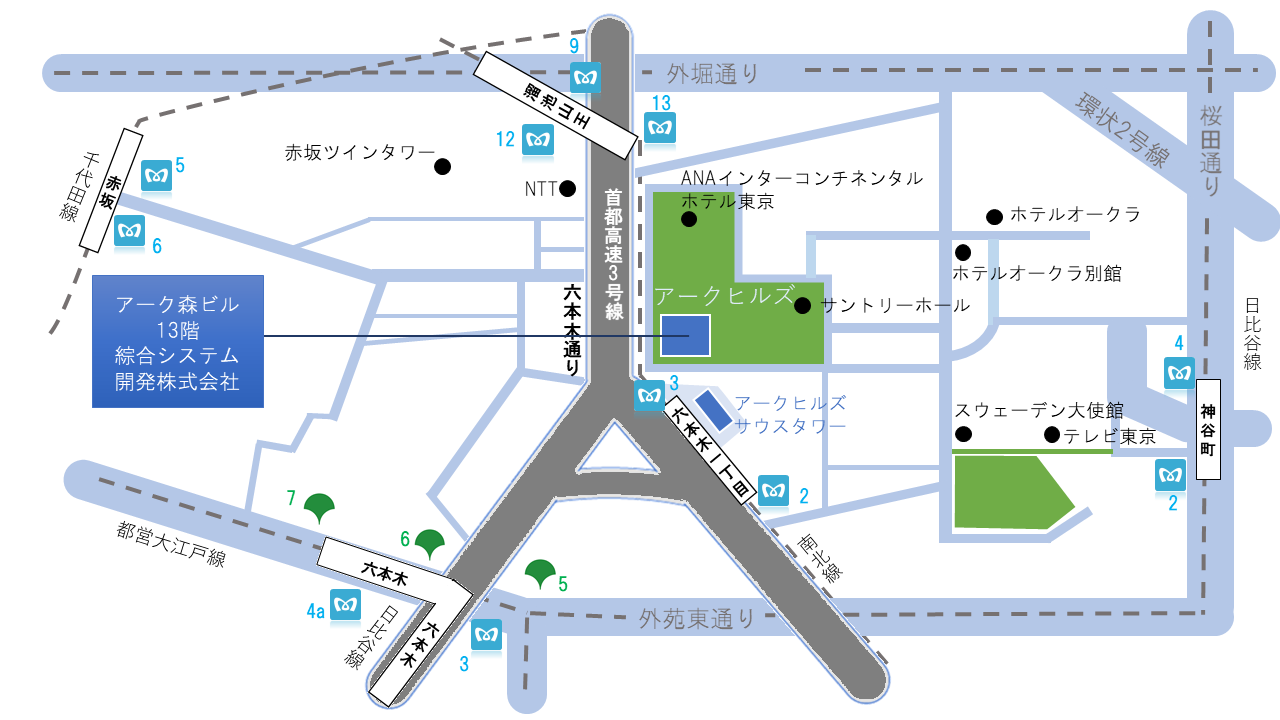 9
外堀通り
溜池山王
13
12
桜田通り
環状2号線
赤坂ツインタワー
千代田線
赤坂
5
6
NTT
ANAインターコンチネンタル
ホテル東京
首都高速3号線
ホテルオークラ
ホテルオークラ別館
アーク森ビル
13階
綜合システム
開発株式会社
六本木通り
アークヒルズ
サントリーホール
日比谷線
4
3
アークヒルズ
サウスタワー
六本木一丁目
スウェーデン大使館
テレビ東京
神谷町
2
2
7
都営大江戸線
6
六本木
5
南北線
4a
日比谷線
六本木
3
外苑東通り